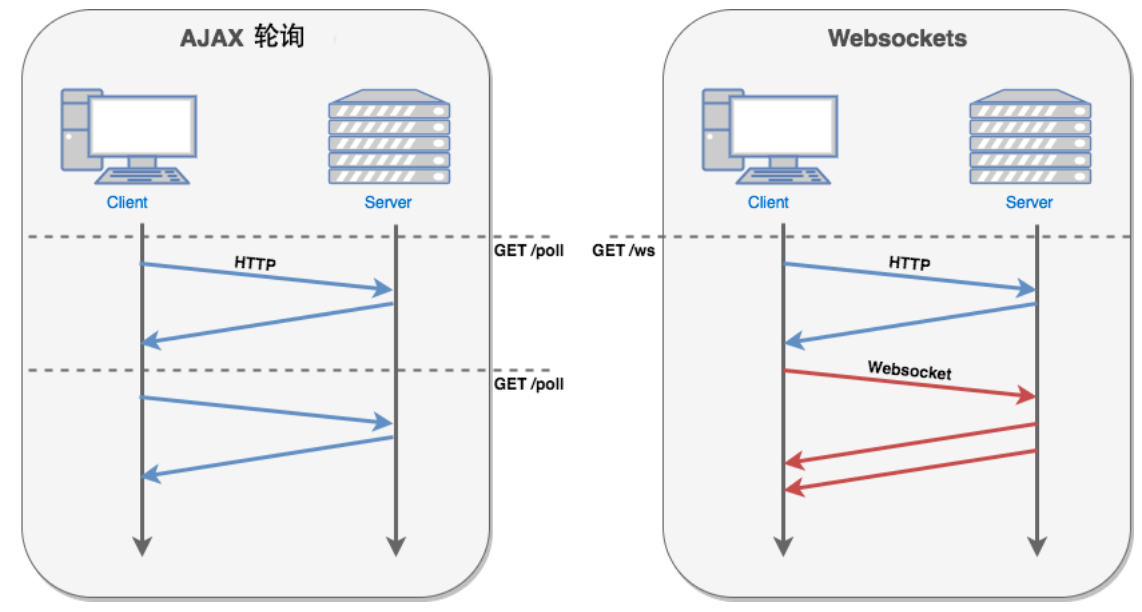 AJAX 轮询
Client
Server
GET /poll
HTTP
GET /poll
Websockets
Client
Server
GET /ws
HTTP
Websocket